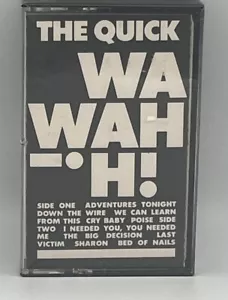 THE QUICK
WA
WAH
–.H!
SIDE ONE ADVENTURES TONIGHT
DOWN THE WIRE WE CAN LEARN
FROM THIS CRY BABY POISE SIDE
TWO I NEEDED YOU, YOU NEEDED
ME THE BIG DECISION LAST
VICTIM SHARON BED OF NAILS